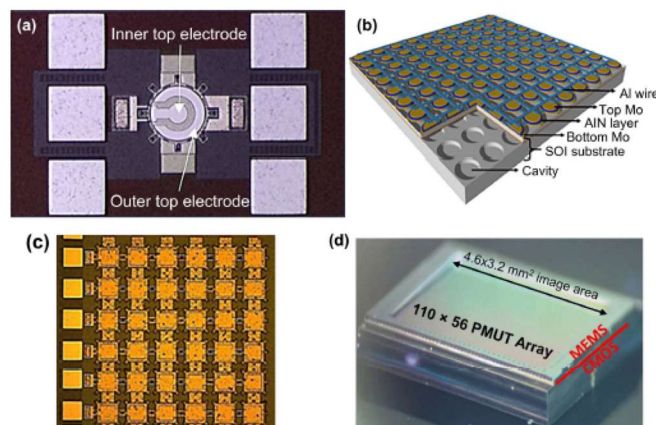 (a)
Inner top electrode
Outer top electrode
(b)
Al wire
Top Mo
AlN layer
Bottom Mo
SOI substrate
Cavity
(c)
(d)
4.6x3.2 mm² image area
110 × 56 PMUT Array
MEMS
CMOS